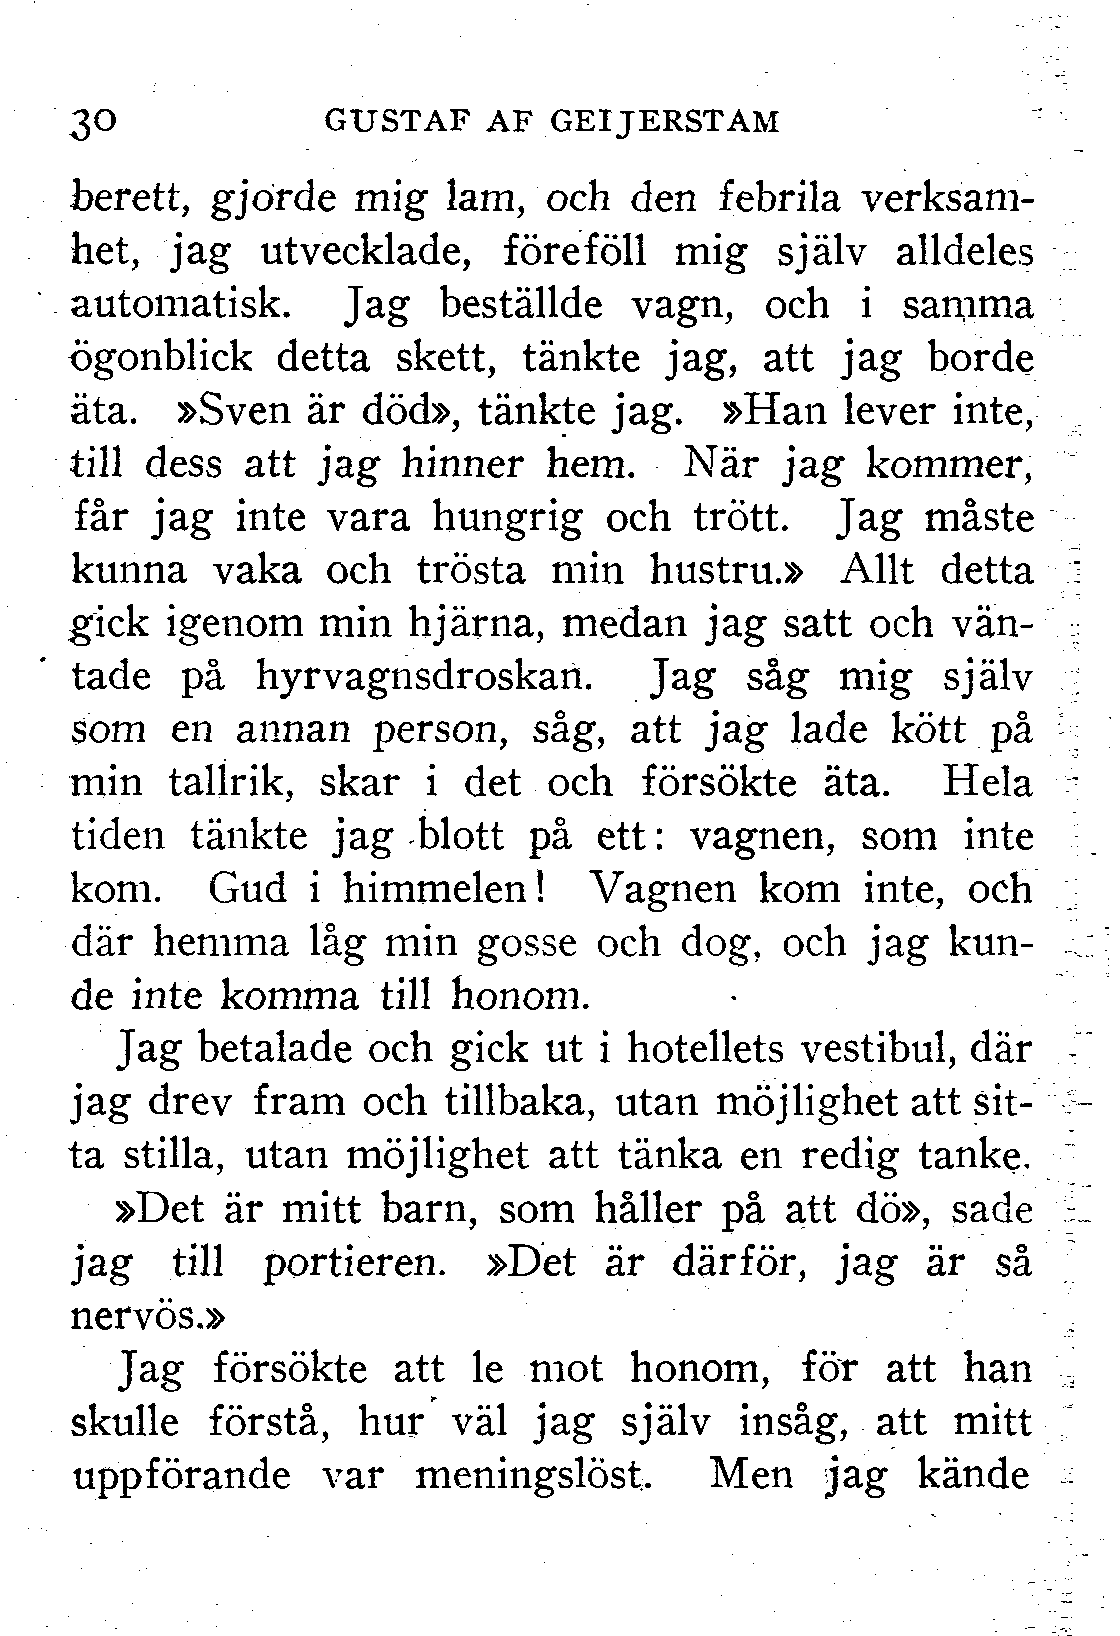 30 GUSTAF AF GEIJERSTAM
berett, gjorde mig lam, och den febrila verksam-
het, jag utvecklade, föreföll mig själv alldeles
automatisk. Jag beställde vagn, och i samma
ögonblick detta skett, tänkte jag, att jag borde
äta. »Sven är död», tänkte jag. »Han lever inte,
till dess att jag hinner hem. När jag kommer,
får jag inte vara hungrig och trött. Jag måste
kunna vaka och trösta min hustru.» Allt detta
gick igenom min hjärna, medan jag satt och vän-
tade på hyrvagnsdroskan. Jag såg mig själv
som en annan person, såg, att jag lade kött på
min tallrik, skar i det och försökte äta. Hela
tiden tänkte jag blott på ett: vagnen, som inte
kom. Gud i himmelen! Vagnen kom inte, och
där hemma låg min gosse och dog, och jag kun-
de inte komma till honom.
Jag betalade och gick ut i hotellets vestibul, där
jag drev fram och tillbaka, utan möjlighet att sit-
ta stilla, utan möjlighet att tänka en redig tanke.
»Det är mitt barn, som håller på att dö», sade
jag till portieren. »Det är därför, jag är så
nervös.»
Jag försökte att le mot honom, för att han
skulle förstå, hur väl jag själv insåg, att mitt
uppförande var meningslöst. Men jag kände